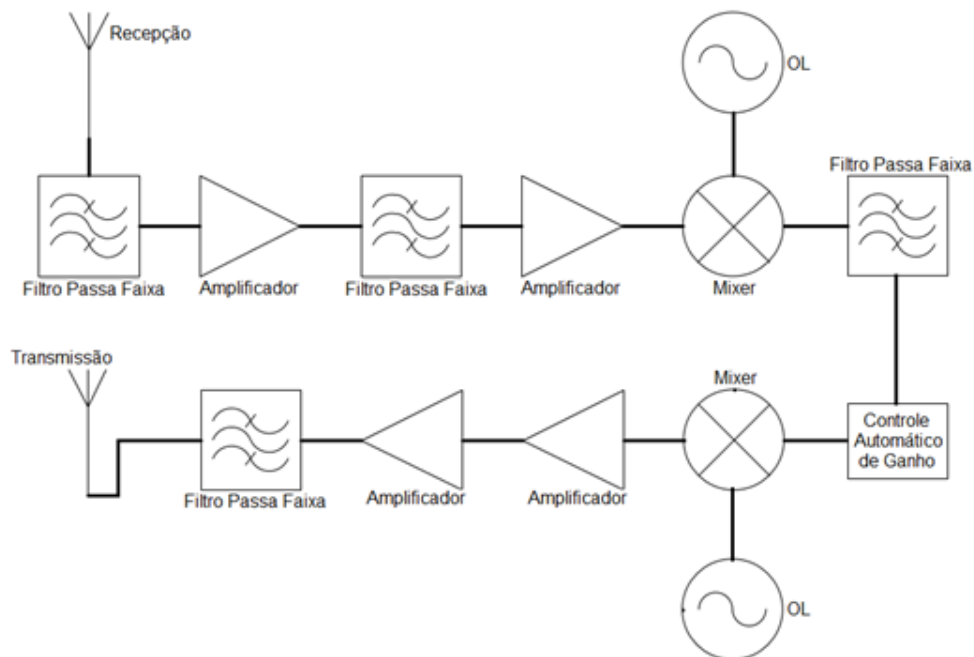 Recepção
OL
Filtro Passa Faixa
Filtro Passa Faixa
Amplificador
Filtro Passa Faixa
Amplificador
Mixer
Transmissão
Mixer
Controle
Automático
de Ganho
Filtro Passa Faixa
Amplificador
Amplificador
OL